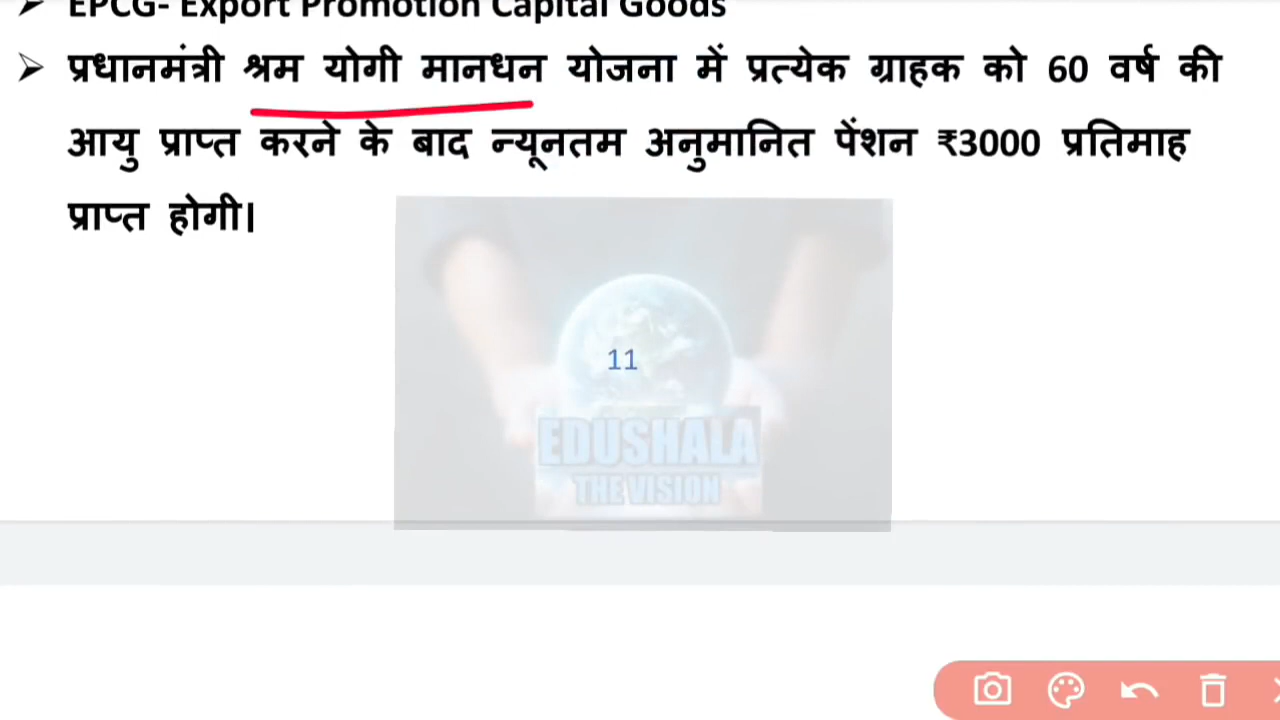 EPCG- Export Promotion Capital Goods
प्रधानमंत्री श्रम योगी मानधन योजना में प्रत्येक ग्राहक को 60 वर्ष की
आयु प्राप्त करने के बाद न्यूनतम अनुमानित पेंशन ₹3000 प्रतिमाह
प्राप्त होगी।
11
EDUSHALA
THE VISION